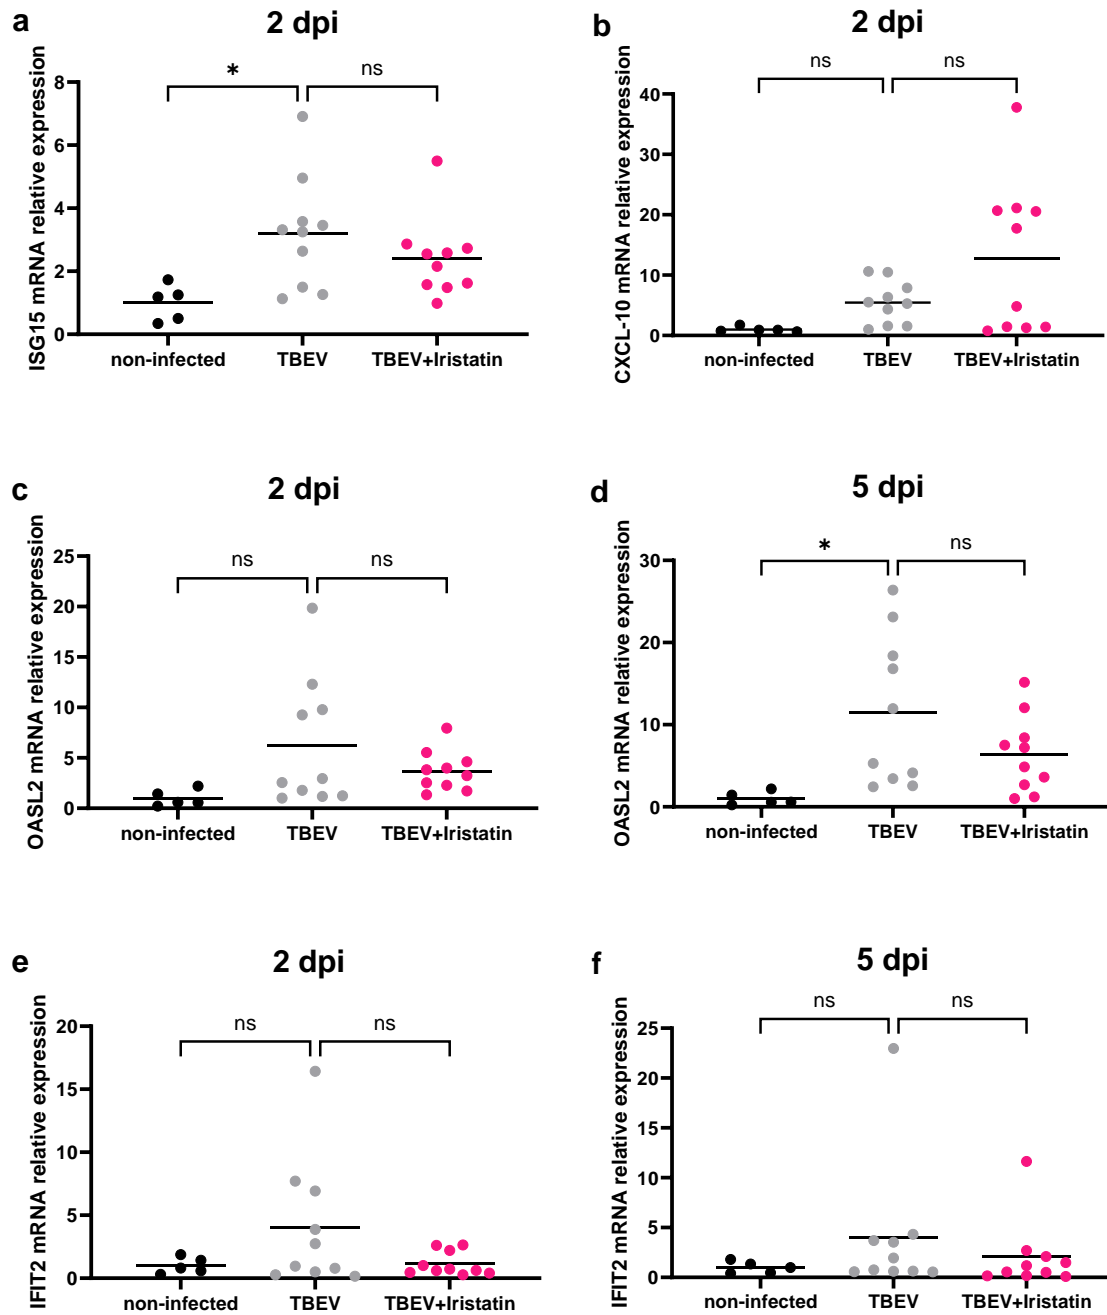 a
2 dpi
ISG15 mRNA relative expression
* ns
8
6
4
2
0
non-infected TBEV TBEV+Iristatin
b
2 dpi
CXCL-10 mRNA relative expression
ns ns
40
30
20
10
0
non-infected TBEV TBEV+Iristatin
c
2 dpi
OASL2 mRNA relative expression
ns ns
25
20
15
10
5
0
non-infected TBEV TBEV+Iristatin
d
5 dpi
OASL2 mRNA relative expression
* ns
30
20
10
0
non-infected TBEV TBEV+Iristatin
e
2 dpi
IFIT2 mRNA relative expression
ns ns
20
15
10
5
0
non-infected TBEV TBEV+Iristatin
f
5 dpi
IFIT2 mRNA relative expression
ns ns
25
20
15
10
5
0
non-infected TBEV TBEV+Iristatin